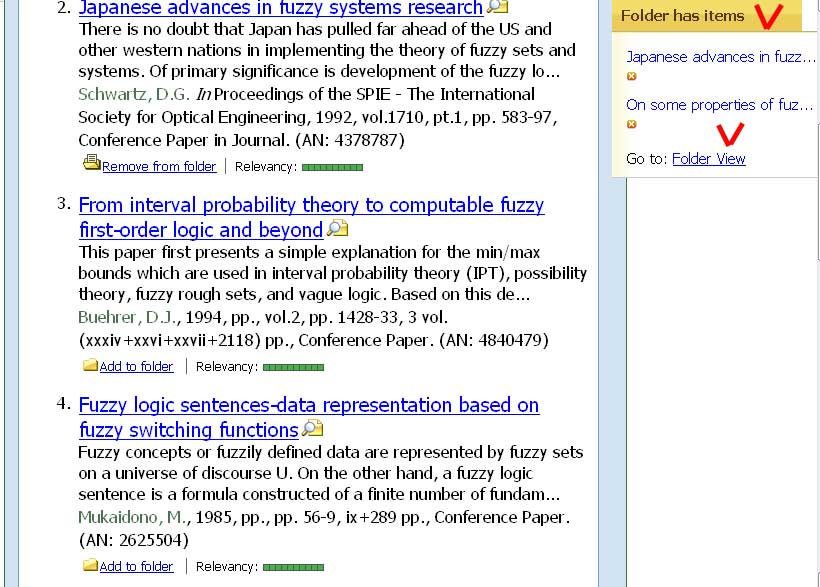 2. Japanese advances in fuzzy systems research
There is no doubt that Japan has pulled far ahead of the US and
other western nations in implementing the theory of fuzzy sets and
systems. Of primary significance is development of the fuzzy lo...
Schwartz, D.G. In Proceedings of the SPIE - The International
Society for Optical Engineering, 1992, vol.1710, pt.1, pp. 583-97,
Conference Paper in Journal. (AN: 4378787)
Remove from folder | Relevancy:
3. From interval probability theory to computable fuzzy
first-order logic and beyond
This paper first presents a simple explanation for the min/max
bounds which are used in interval probability theory (IPT), possibility
theory, fuzzy rough sets, and vague logic. Based on this de...
Buehrer, D.J., 1994, pp., vol.2, pp. 1428-33, 3 vol.
(xxxiv+xxvi+xxvii+2118) pp., Conference Paper. (AN: 4840479)
Add to folder | Relevancy:
4. Fuzzy logic sentences-data representation based on
fuzzy switching functions
Fuzzy concepts or fuzzily defined data are represented by fuzzy sets
on a universe of discourse U. On the other hand, a fuzzy logic
sentence is a formula constructed of a finite number of fundam...
Mukaidono, M., 1985, pp., pp. 56-9, ix+289 pp., Conference Paper.
(AN: 2625504)
Add to folder | Relevancy:
Folder has items
Japanese advances in fuzz...
On some properties of fuz...
Go to: Folder View